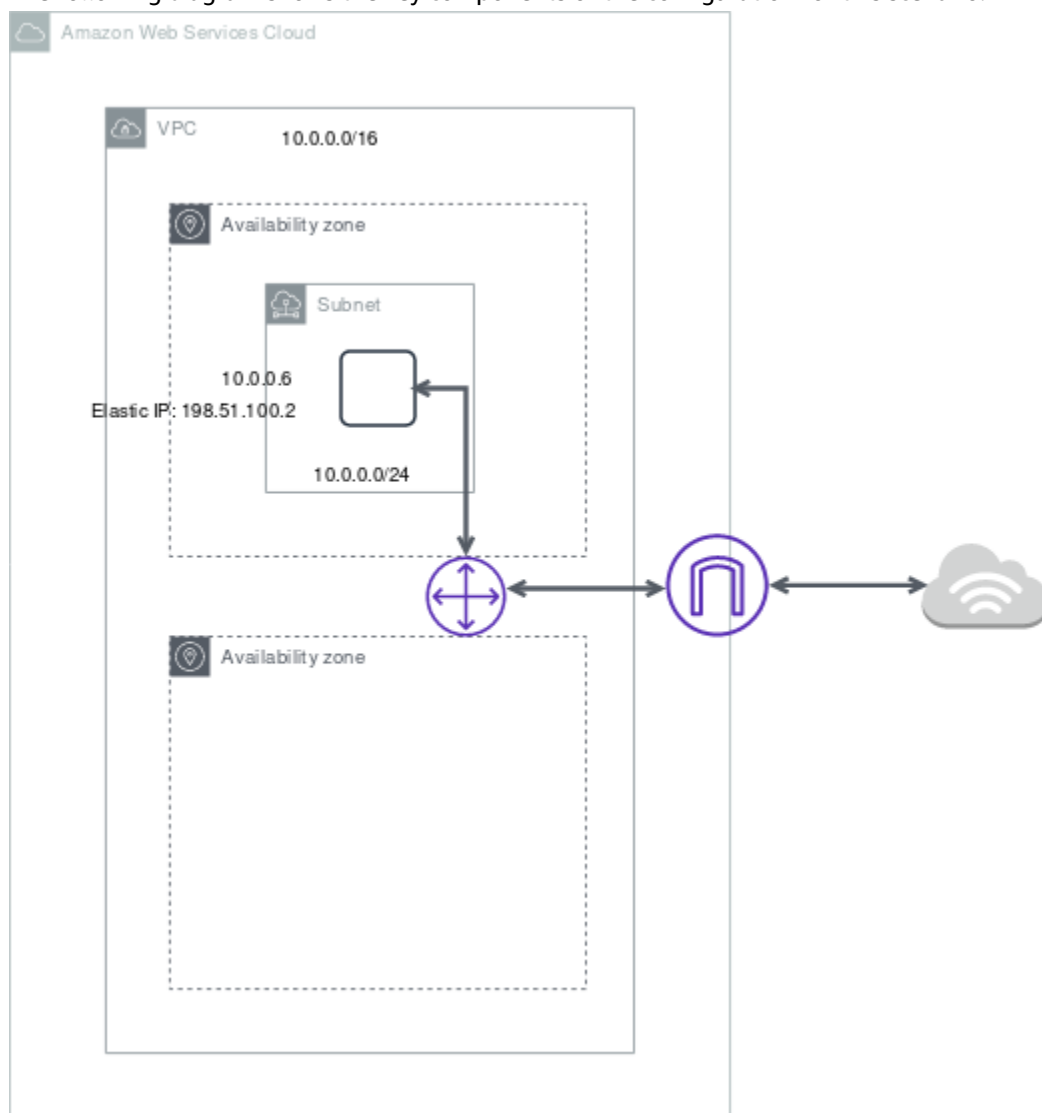 Amazon Web Services Cloud
VPC
10.0.0.0/16
Availability zone
Subnet
10.0.0.6
Elastic IP: 198.51.100.2
10.0.0.0/24
Availability zone